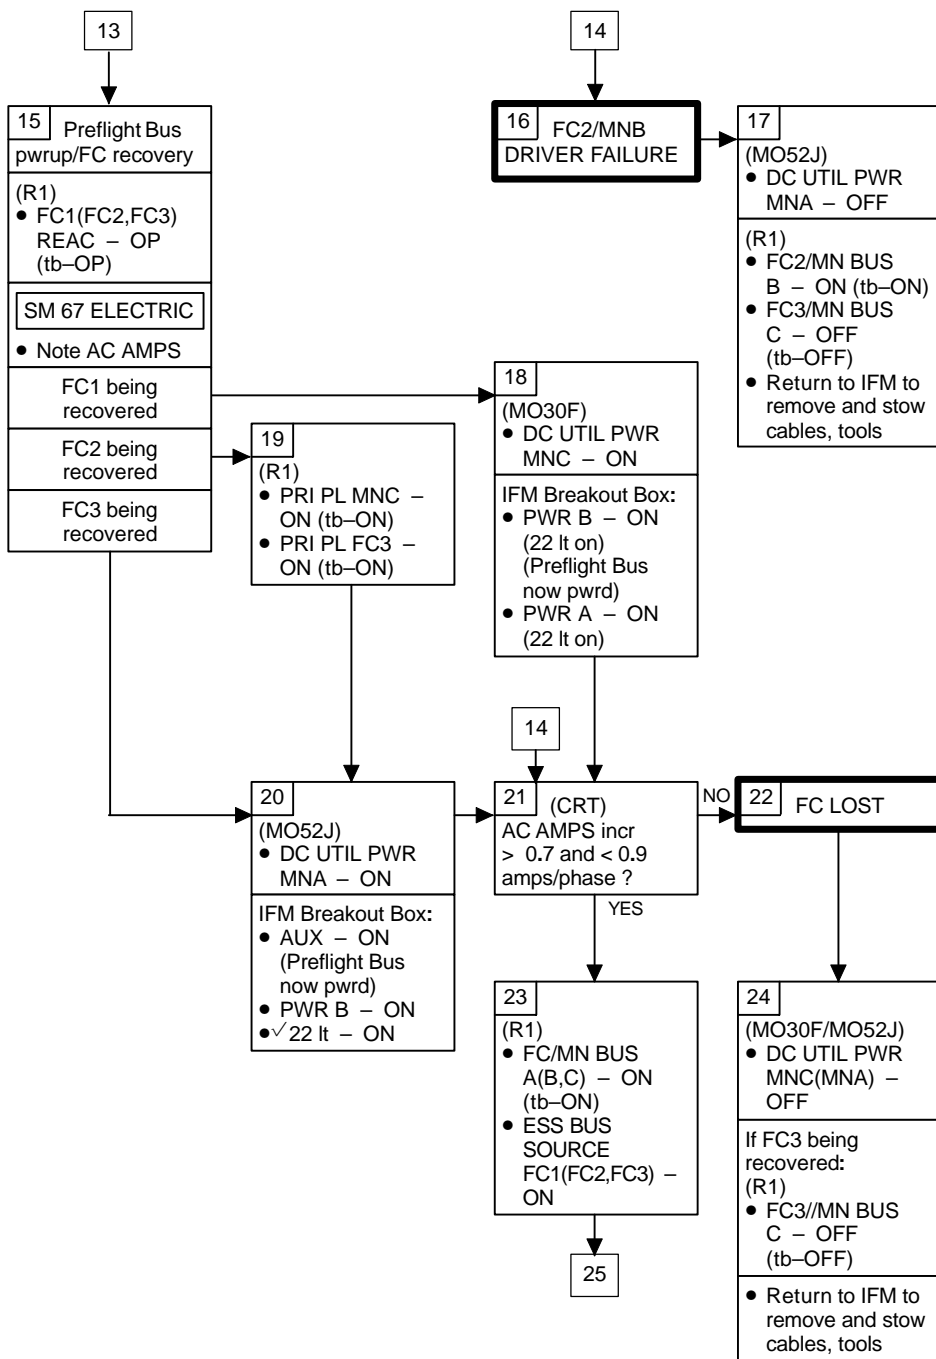 13
15
Preflight Bus
pwrup/FC recovery
(R1)
• FC1(FC2,FC3)
REAC – OP
(tb–OP)
SM 67 ELECTRIC
• Note AC AMPS
FC1 being
recovered
FC2 being
recovered
FC3 being
recovered
14
16
FC2/MNB
DRIVER FAILURE
17
(MO52J)
• DC UTIL PWR
MNA – OFF
(R1)
• FC2/MN BUS
B – ON (tb–ON)
• FC3/MN BUS
C – OFF
(tb–OFF)
• Return to IFM to
remove and stow
cables, tools
18
(MO30F)
• DC UTIL PWR
MNC – ON
IFM Breakout Box:
• PWR B – ON
(22 lt on)
(Preflight Bus
now pwrd)
• PWR A – ON
(22 lt on)
19
(R1)
• PRI PL MNC –
ON (tb–ON)
• PRI PL FC3 –
ON (tb–ON)
20
(MO52J)
• DC UTIL PWR
MNA – ON
IFM Breakout Box:
• AUX – ON
(Preflight Bus
now pwrd)
• PWR B – ON
•✓22 lt – ON
14
21
(CRT)
AC AMPS incr
> 0.7 and < 0.9
amps/phase ?
NO
YES
22
FC LOST
23
(R1)
• FC/MN BUS
A(B,C) – ON
(tb–ON)
• ESS BUS
SOURCE
FC1(FC2,FC3) –
ON
25
24
(MO30F/MO52J)
• DC UTIL PWR
MNC(MNA) –
OFF
If FC3 being
recovered:
(R1)
• FC3//MN BUS
C – OFF
(tb–OFF)
• Return to IFM to
remove and stow
cables, tools